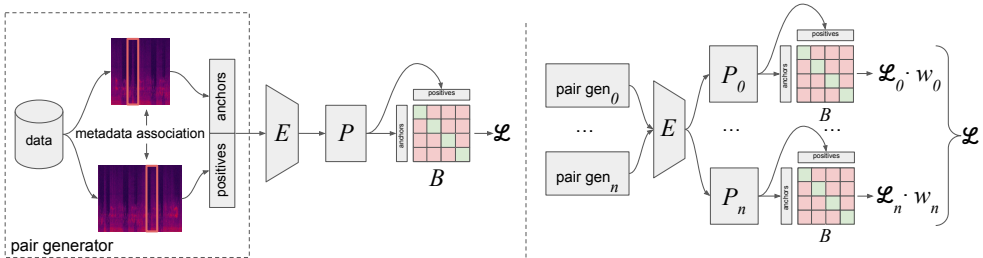 data
metadata association
anchors
positives
pair generator
E
P
positives
anchors
B
ℒ
pair gen0
...
pair genn
E
P0
positives
anchors
B
ℒ0 · w0
...
...
...
Pn
positives
anchors
B
ℒn · wn
ℒ